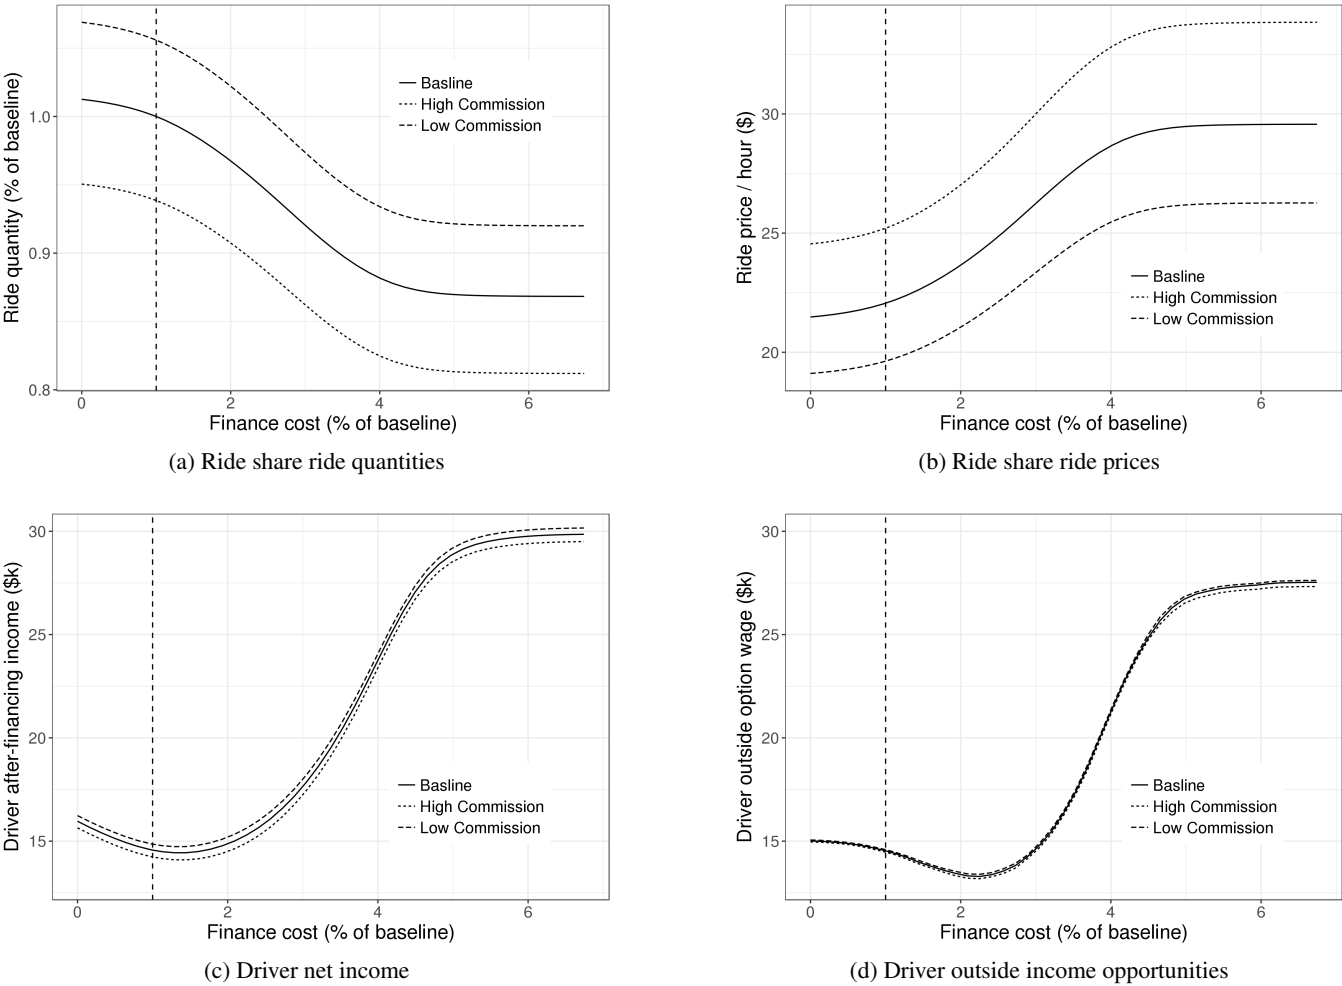 Ride quantity (% of baseline)
1.0
0.9
0.8
Basline
High Commission
Low Commission
0 2 4 6
Finance cost (% of baseline)
(a) Ride share ride quantities
Ride price / hour ($)
30
25
20
Basline
High Commission
Low Commission
0 2 4 6
Finance cost (% of baseline)
(b) Ride share ride prices
Driver after-financing income ($k)
30
25
20
15
Basline
High Commission
Low Commission
0 2 4 6
Finance cost (% of baseline)
(c) Driver net income
Driver outside option wage ($k)
30
25
20
15
Basline
High Commission
Low Commission
0 2 4 6
Finance cost (% of baseline)
(d) Driver outside income opportunities